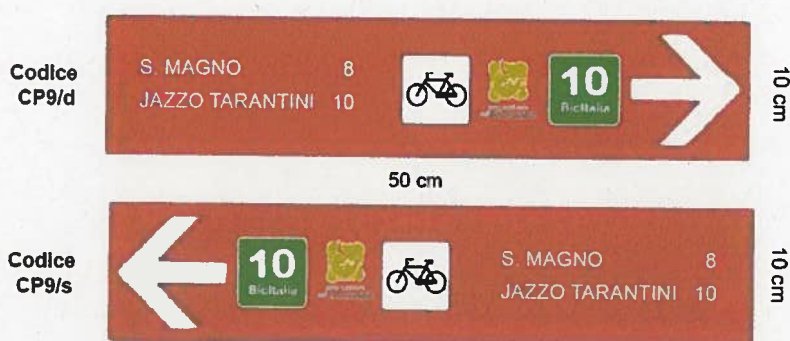 Codice
CP9/d
S. MAGNO 8
JAZZO TARANTINI 10
10
BicItalia
10 cm
50 cm
Codice
CP9/s
10
BicItalia
S. MAGNO 8
JAZZO TARANTINI 10
10 cm